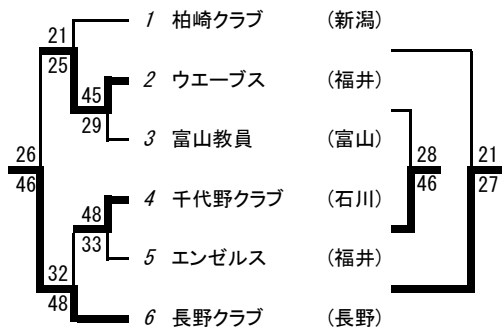 1 柏崎クラブ (新潟)
21
25
2 ウエーブス (福井)
45
29
3 富山教員 (富山)
26
46
28
46
21
27
4 千代野クラブ (石川)
48
33
5 エンゼルス (福井)
32
48
6 長野クラブ (長野)